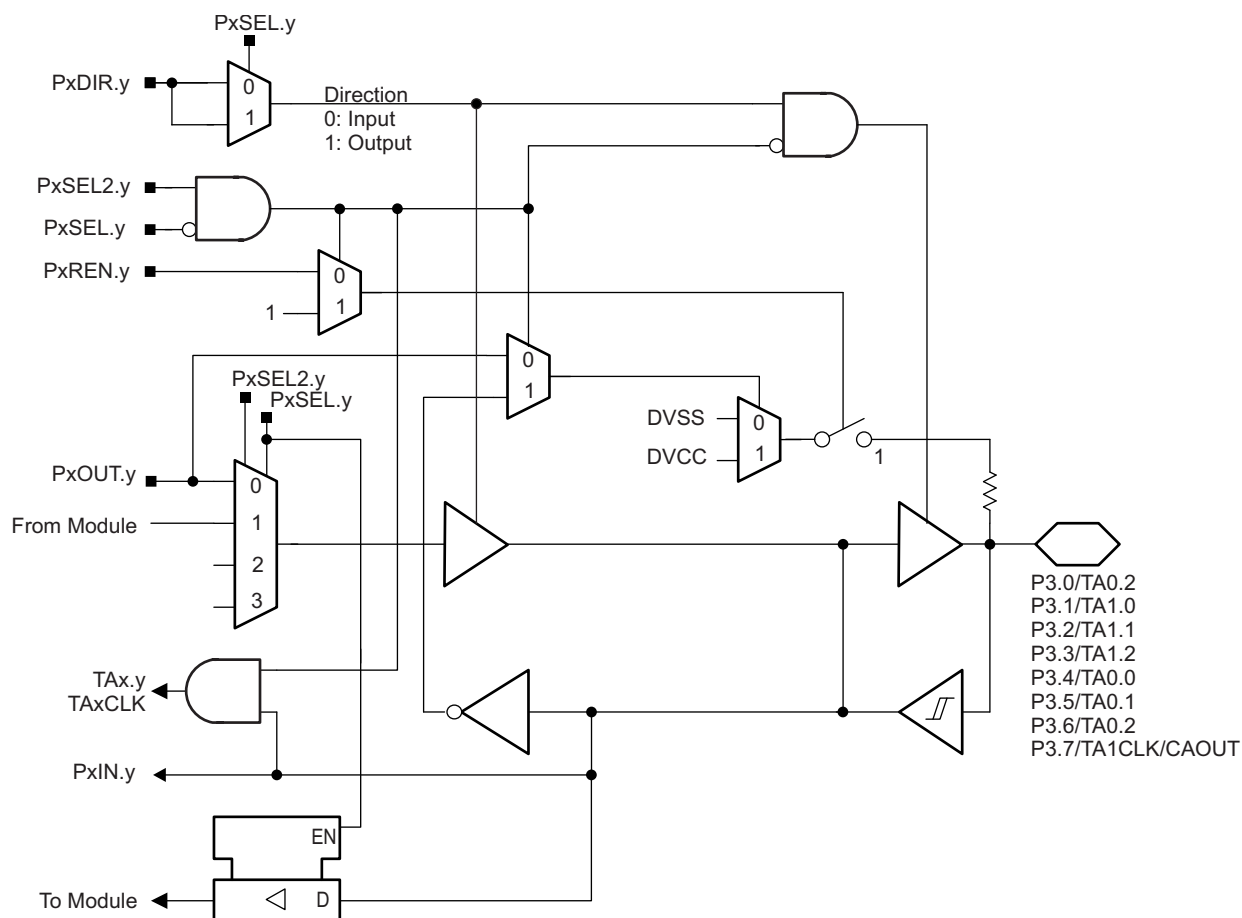 PxSEL.y
PxDIR.y
0
1
Direction
0: Input
1: Output
PxSEL2.y
PxSEL.y
PxREN.y
0
1
1
0
1
PxSEL2.y
PxSEL.y
DVSS
DVCC
0
1
1
PxOUT.y
From Module
0
1
2
3
P3.0/TA0.2
P3.1/TA1.0
P3.2/TA1.1
P3.3/TA1.2
P3.4/TA0.0
P3.5/TA0.1
P3.6/TA0.2
P3.7/TA1CLK/CAOUT
TAx.y
TAxCLK
PxIN.y
EN
To Module
D